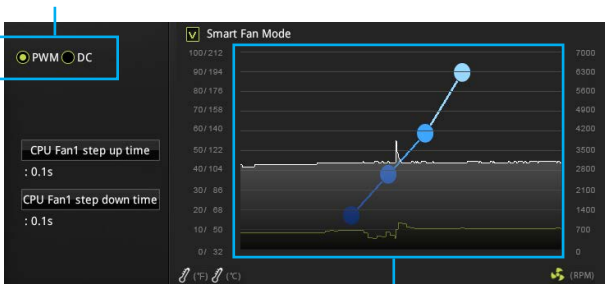 V Smart Fan Mode
PWM DC
100/212 7000
90/194 6300
80/176 5600
70/158 4900
60/140 4200
50/122 3500
40/104 2800
30/ 86 2100
20/ 68 1400
10/ 50 700
0/ 32 0
CPU Fan1 step up time
: 0.1s
CPU Fan1 step down time
: 0.1s
(°F) (°C) (RPM)